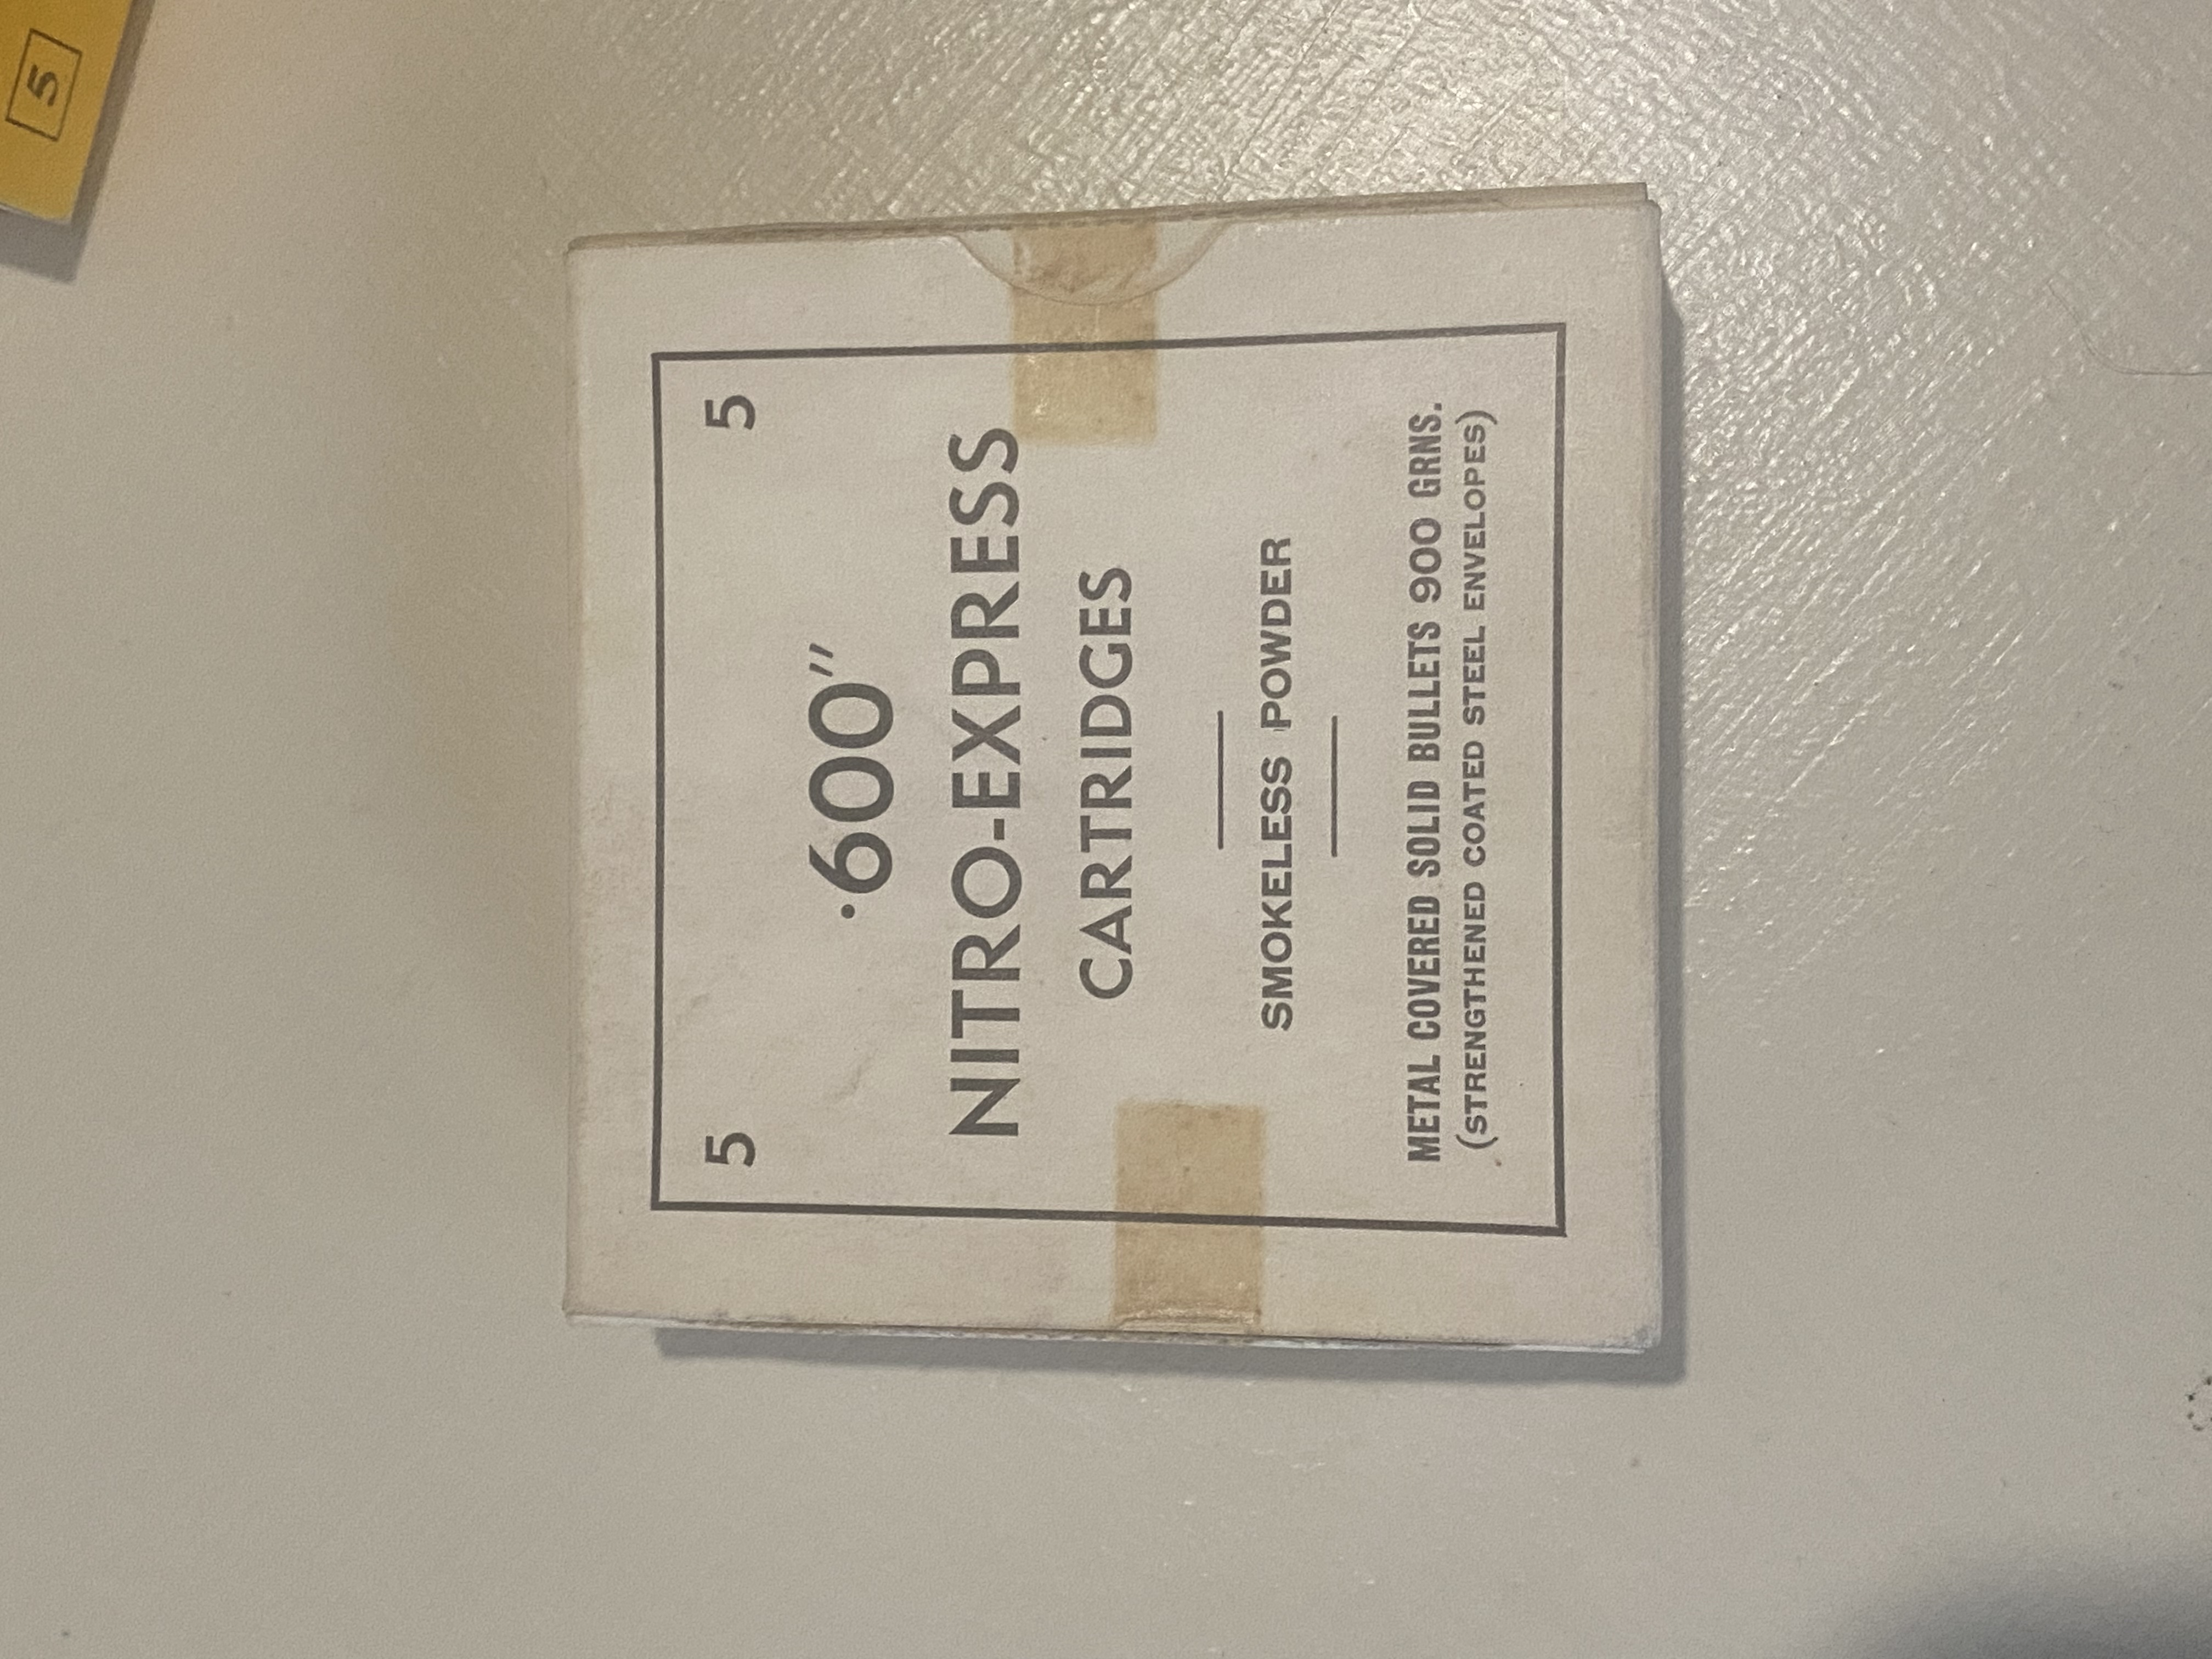 5 5
·600"
NITRO-EXPRESS
CARTRIDGES
SMOKELESS POWDER
METAL COVERED SOLID BULLETS 900 GRNS.
(STRENGTHENED COATED STEEL ENVELOPES)
5